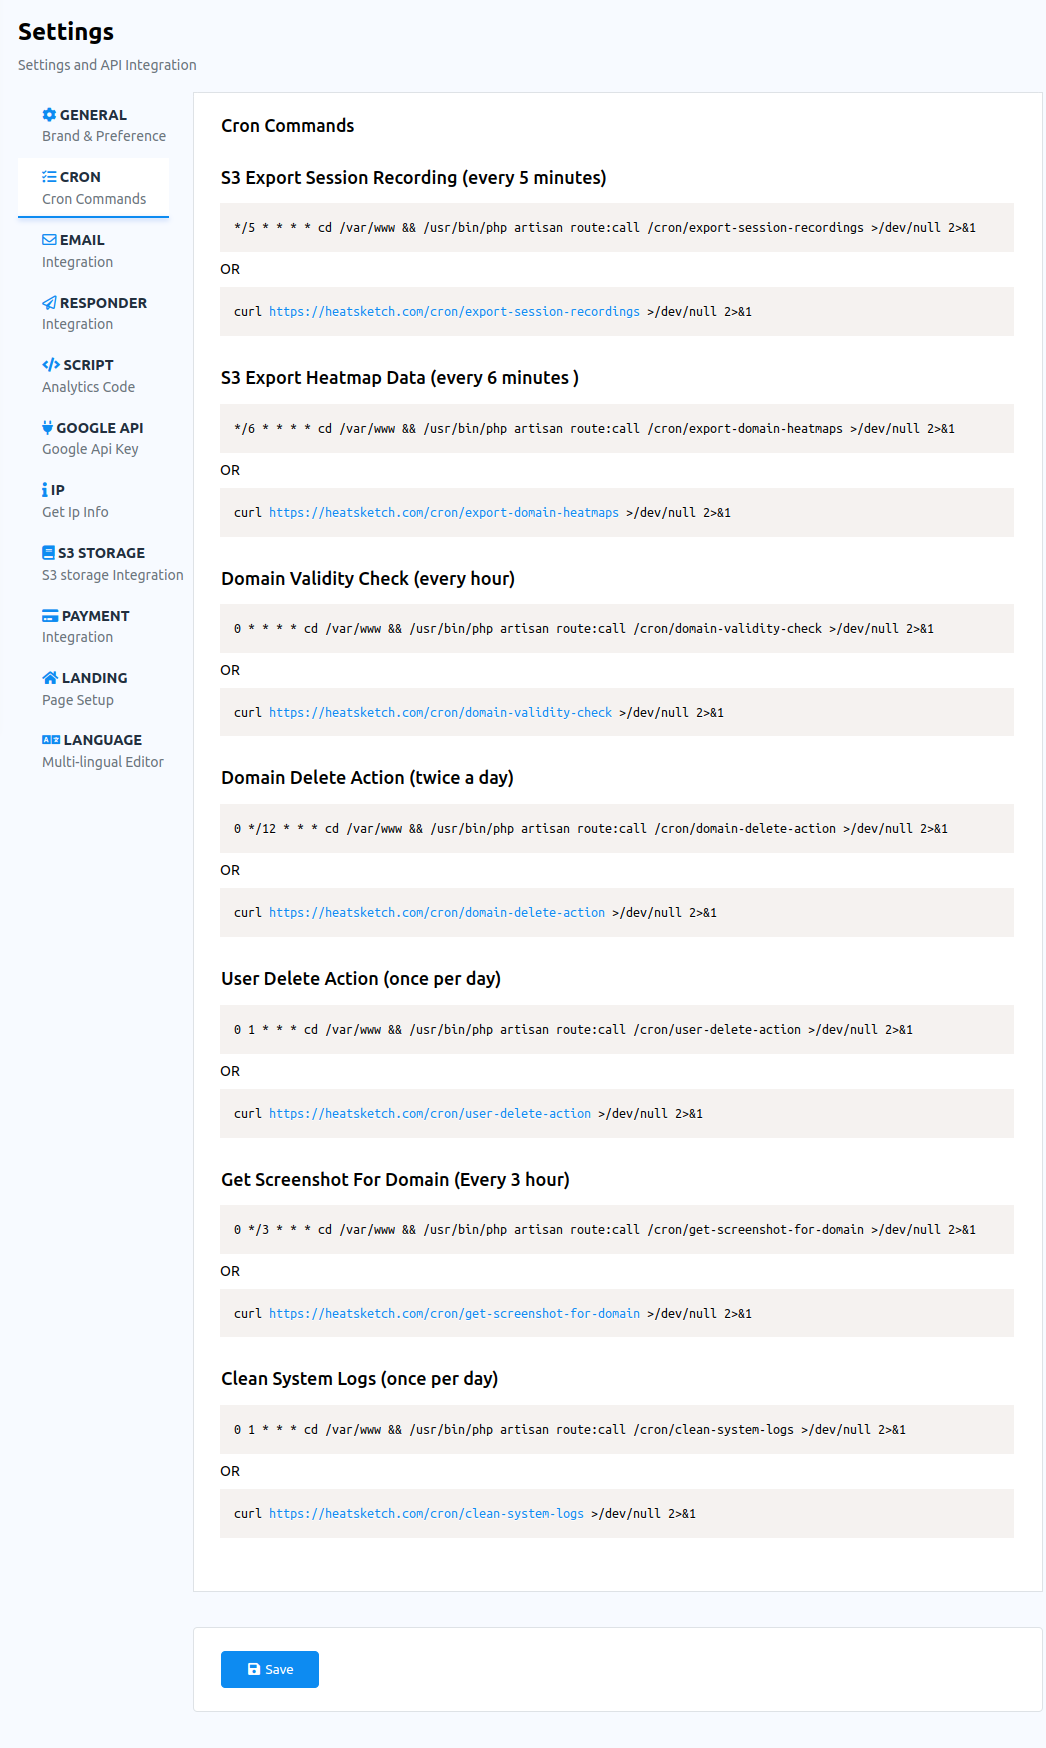 Settings
Settings and API Integration
GENERAL
Brand & Preference
CRON
Cron Commands
EMAIL
Integration
RESPONDER
Integration
SCRIPT
Analytics Code
GOOGLE API
Google Api Key
IP
Get Ip Info
S3 STORAGE
S3 storage Integration
PAYMENT
Integration
LANDING
Page Setup
LANGUAGE
Multi-lingual Editor
Cron Commands
S3 Export Session Recording (every 5 minutes)
*/5 * * * * cd /var/www && /usr/bin/php artisan route:call /cron/export-session-recordings >/dev/null 2>&1
OR
curl https://heatsketch.com/cron/export-session-recordings >/dev/null 2>&1
S3 Export Heatmap Data (every 6 minutes )
*/6 * * * * cd /var/www && /usr/bin/php artisan route:call /cron/export-domain-heatmaps >/dev/null 2>&1
OR
curl https://heatsketch.com/cron/export-domain-heatmaps >/dev/null 2>&1
Domain Validity Check (every hour)
0 * * * * cd /var/www && /usr/bin/php artisan route:call /cron/domain-validity-check >/dev/null 2>&1
OR
curl https://heatsketch.com/cron/domain-validity-check >/dev/null 2>&1
Domain Delete Action (twice a day)
0 */12 * * * cd /var/www && /usr/bin/php artisan route:call /cron/domain-delete-action >/dev/null 2>&1
OR
curl https://heatsketch.com/cron/domain-delete-action >/dev/null 2>&1
User Delete Action (once per day)
0 1 * * * cd /var/www && /usr/bin/php artisan route:call /cron/user-delete-action >/dev/null 2>&1
OR
curl https://heatsketch.com/cron/user-delete-action >/dev/null 2>&1
Get Screenshot For Domain (Every 3 hour)
0 */3 * * * cd /var/www && /usr/bin/php artisan route:call /cron/get-screenshot-for-domain >/dev/null 2>&1
OR
curl https://heatsketch.com/cron/get-screenshot-for-domain >/dev/null 2>&1
Clean System Logs (once per day)
0 1 * * * cd /var/www && /usr/bin/php artisan route:call /cron/clean-system-logs >/dev/null 2>&1
OR
curl https://heatsketch.com/cron/clean-system-logs >/dev/null 2>&1
Save